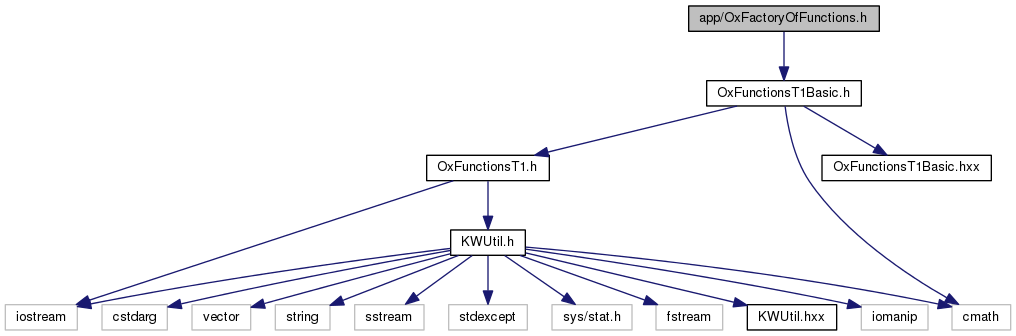 app/OxFactoryOfFunctions.h
OxFunctionsT1Basic.h
OxFunctionsT1.h
OxFunctionsT1Basic.hxx
KWUtil.h
iostream
cstdarg
vector
string
sstream
stdexcept
sys/stat.h
fstream
KWUtil.hxx
iomanip
cmath